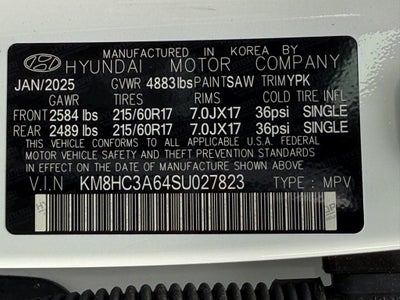 MANUFACTURED IN KOREA BY
HYUNDAI MOTOR COMPANY
JAN/2025 GVWR 4883lbs PAINT SAW TRIM YPK
GAWR TIRES RIMS COLD TIRE INFL
FRONT 2584 lbs 215/60R17 7.0JX17 36psi SINGLE
REAR 2489 lbs 215/60R17 7.0JX17 36psi SINGLE
THIS VEHICLE CONFORMS TO ALL APPLICABLE U.S.A. FEDERAL
MOTOR VEHICLE SAFETY BUMPER, AND THEFT PREVENTION
STANDARDS IN EFFECT ON THE DATE OF MANUFACTURE SHOWN
ABOVE.
V.I.N KM8HC3A64SU027823 TYPE : MPV